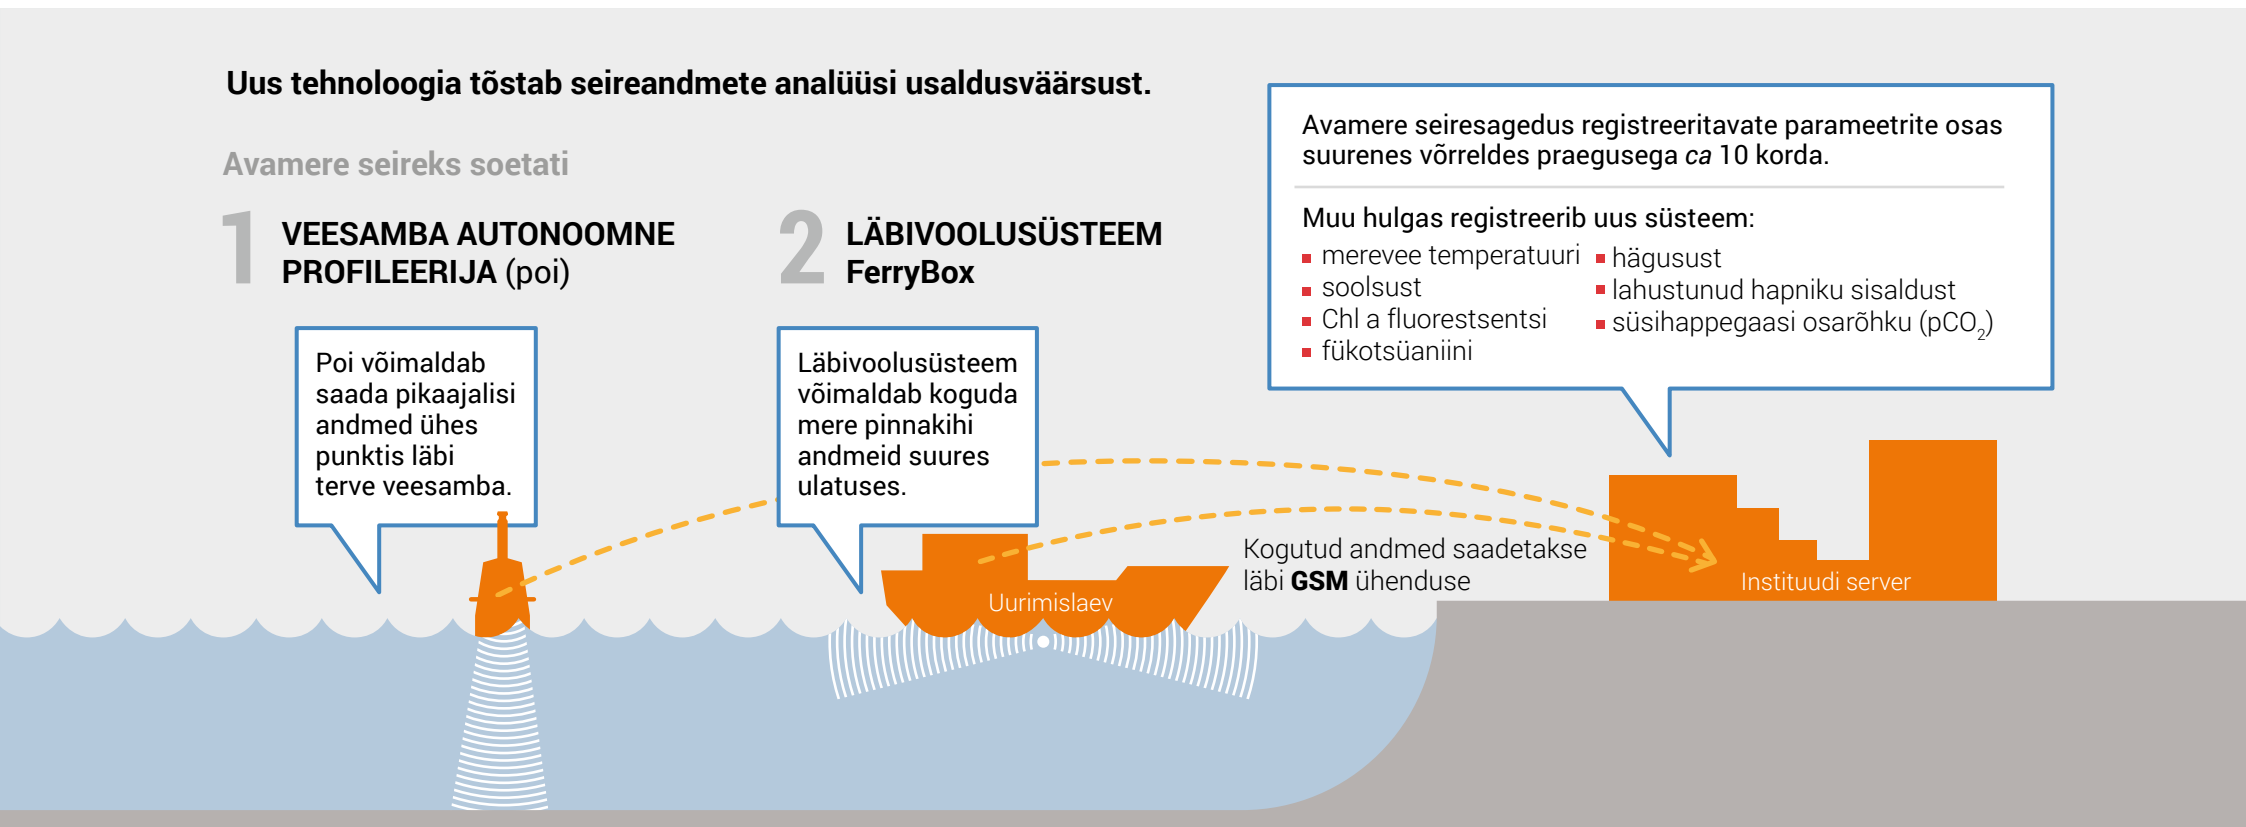 Uus tehnoloogia tõstab seireandmete analüüsi usaldusväärsust.
Avamere seireks soetati
1 VEESAMBA AUTONOOMNE
PROFILEERIJA (poi)
2 LÄBIVOOLUSÜSTEEM
FerryBox
Poi võimaldab
saada pikaajalisi
andmed ühes
punktis läbi
terve veesamba.
Läbivoolusüsteem
võimaldab koguda
mere pinnakihi
andmeid suures
ulatuses.
Avamere seiresagedus registreeritavate parameetrite osas
suurenes võrreldes praegusega ca 10 korda.
Muu hulgas registreerib uus süsteem:
merevee temperatuuri
soolsust
Chl a fluorestsentsi
fükotsüaniini
hägusust
lahustunud hapniku sisaldust
süsihappegaasi osarõhku (pCO₂)
Kogutud andmed saadetakse
läbi GSM ühenduse
Uurimislaev
Instituudi server